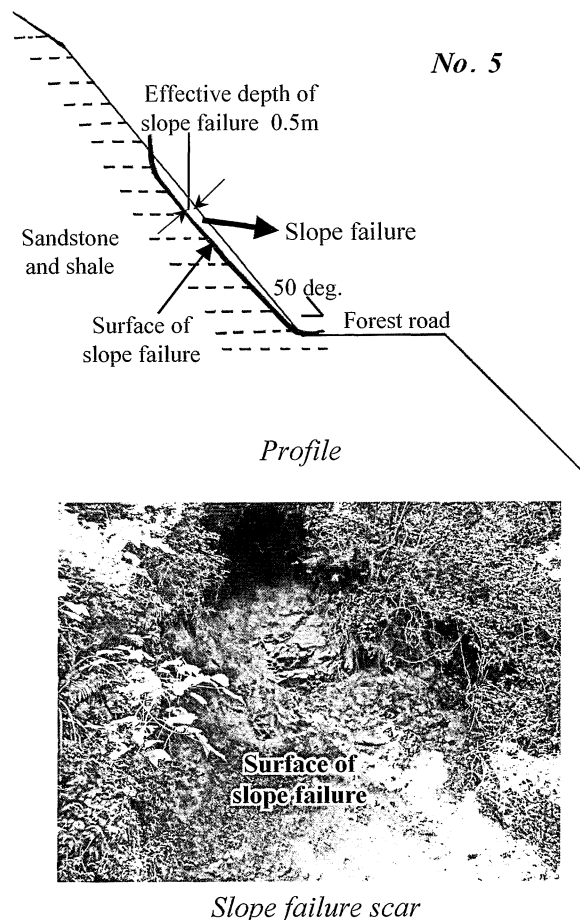 No. 5
Effective depth of
slope failure 0.5m
Slope failure
Sandstone
and shale
50 deg.
Forest road
Surface of
slope failure
Profile
Surface of
slope failure
Slope failure scar